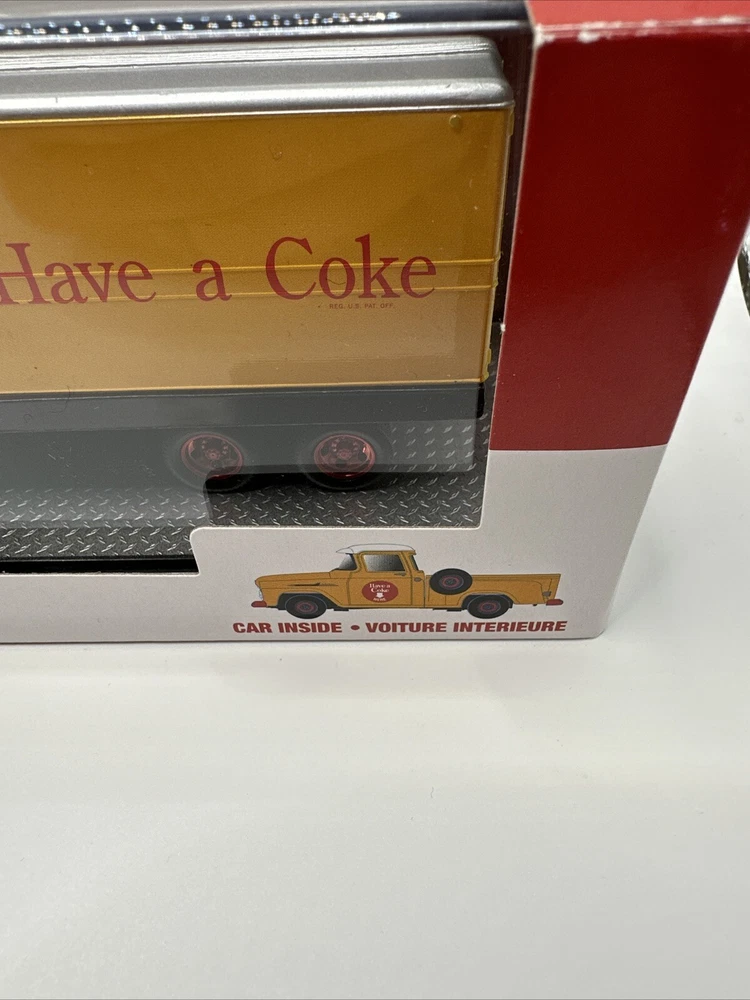 Have a Coke
REG. U.S. PAT. OFF.
Have a
Coke
CAR INSIDE • VOITURE INTERIEURE